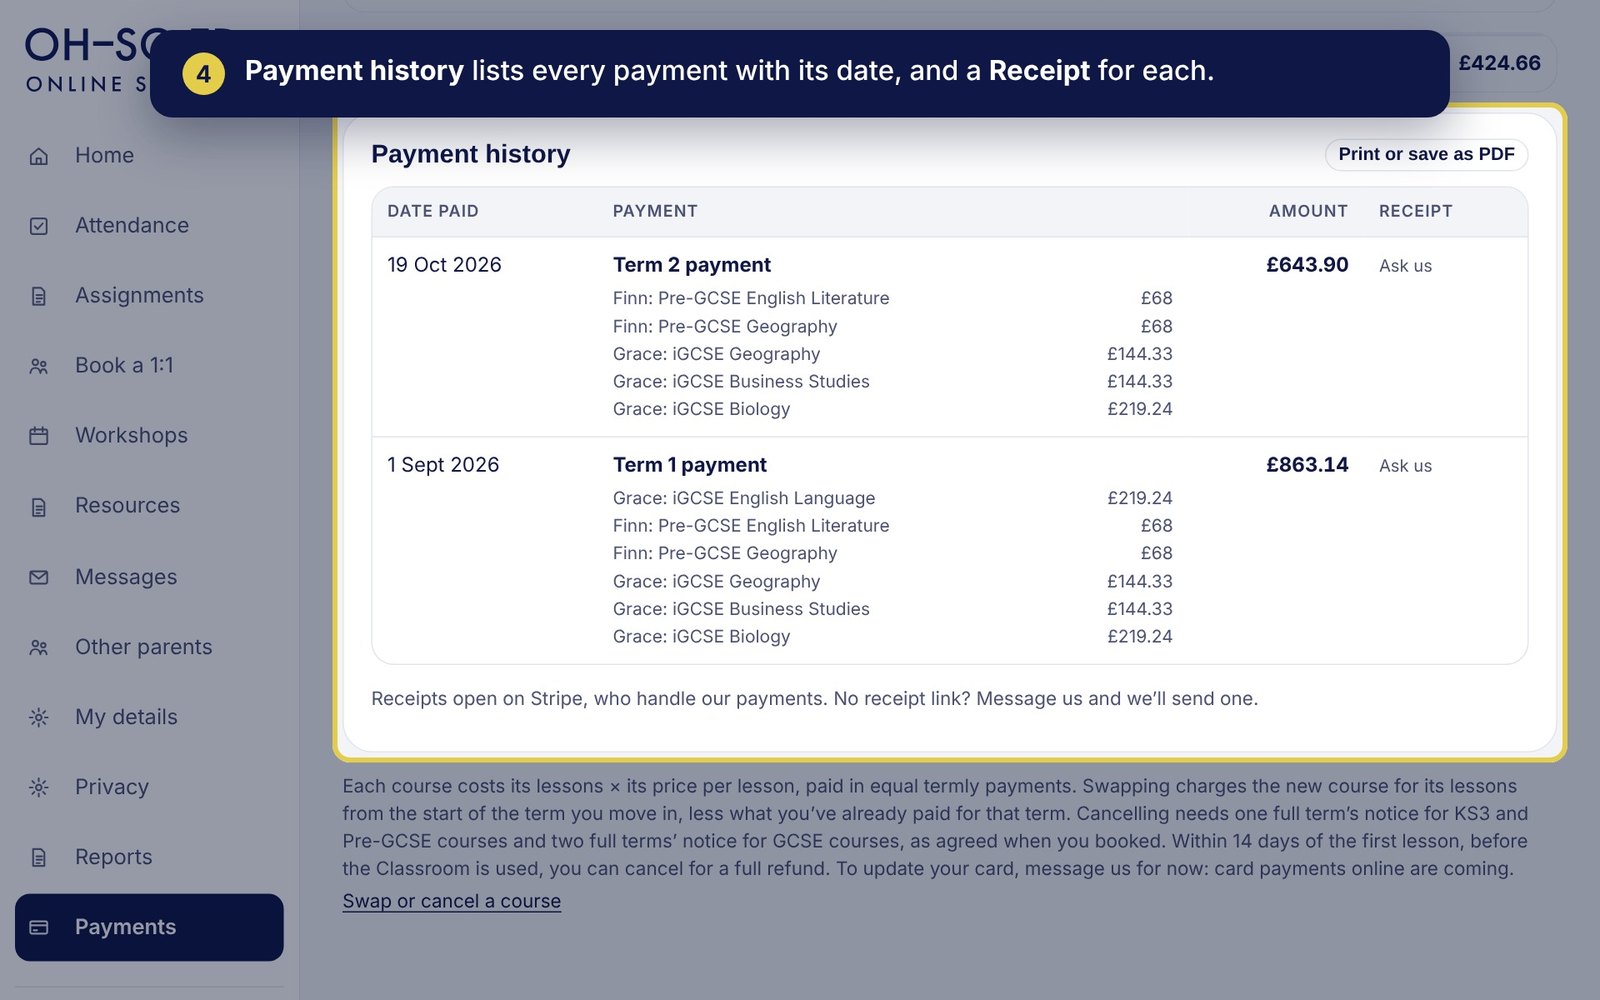 OH-SO
ONLINE S
4 Payment history lists every payment with its date, and a Receipt for each.
£424.66
Home
Attendance
Assignments
Book a 1:1
Workshops
Resources
Messages
Other parents
My details
Privacy
Reports
Payments
Payment history
Print or save as PDF
DATE PAID PAYMENT AMOUNT RECEIPT
19 Oct 2026 Term 2 payment £643.90 Ask us
Finn: Pre-GCSE English Literature £68
Finn: Pre-GCSE Geography £68
Grace: iGCSE Geography £144.33
Grace: iGCSE Business Studies £144.33
Grace: iGCSE Biology £219.24
1 Sept 2026 Term 1 payment £863.14 Ask us
Grace: iGCSE English Language £219.24
Finn: Pre-GCSE English Literature £68
Finn: Pre-GCSE Geography £68
Grace: iGCSE Geography £144.33
Grace: iGCSE Business Studies £144.33
Grace: iGCSE Biology £219.24
Receipts open on Stripe, who handle our payments. No receipt link? Message us and we’ll send one.
Each course costs its lessons × its price per lesson, paid in equal termly payments. Swapping charges the new course for its lessons
from the start of the term you move in, less what you’ve already paid for that term. Cancelling needs one full term’s notice for KS3 and
Pre-GCSE courses and two full terms’ notice for GCSE courses, as agreed when you booked. Within 14 days of the first lesson, before
the Classroom is used, you can cancel for a full refund. To update your card, message us for now: card payments online are coming.
Swap or cancel a course